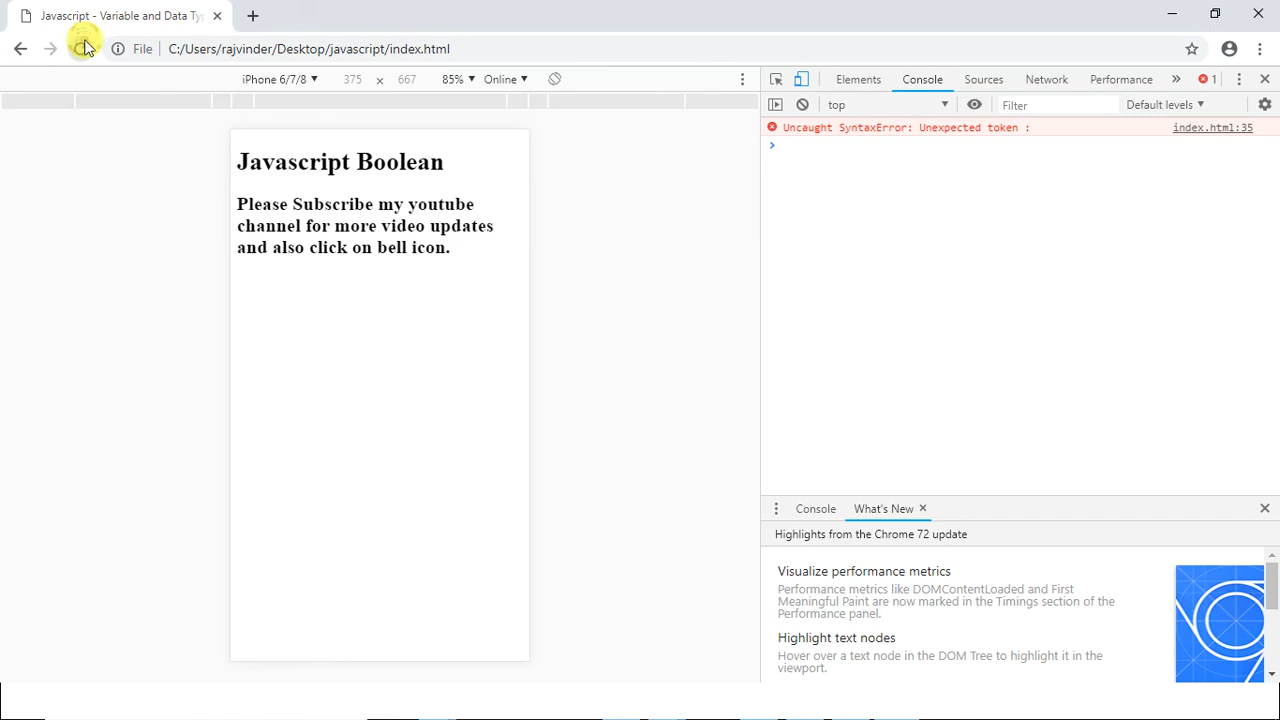 Javascript - Variable and Data Ty
File C:/Users/rajvinder/Desktop/javascript/index.html
iPhone 6/7/8 375 × 667 85% Online
Elements Console Sources Network Performance » 1
top Filter Default levels
Uncaught SyntaxError: Unexpected token : index.html:35
Javascript Boolean
Please Subscribe my youtube
channel for more video updates
and also click on bell icon.
Console What's New
Highlights from the Chrome 72 update
Visualize performance metrics
Performance metrics like DOMContentLoaded and First
Meaningful Paint are now marked in the Timings section of the
Performance panel.
Highlight text nodes
Hover over a text node in the DOM Tree to highlight it in the
viewport.